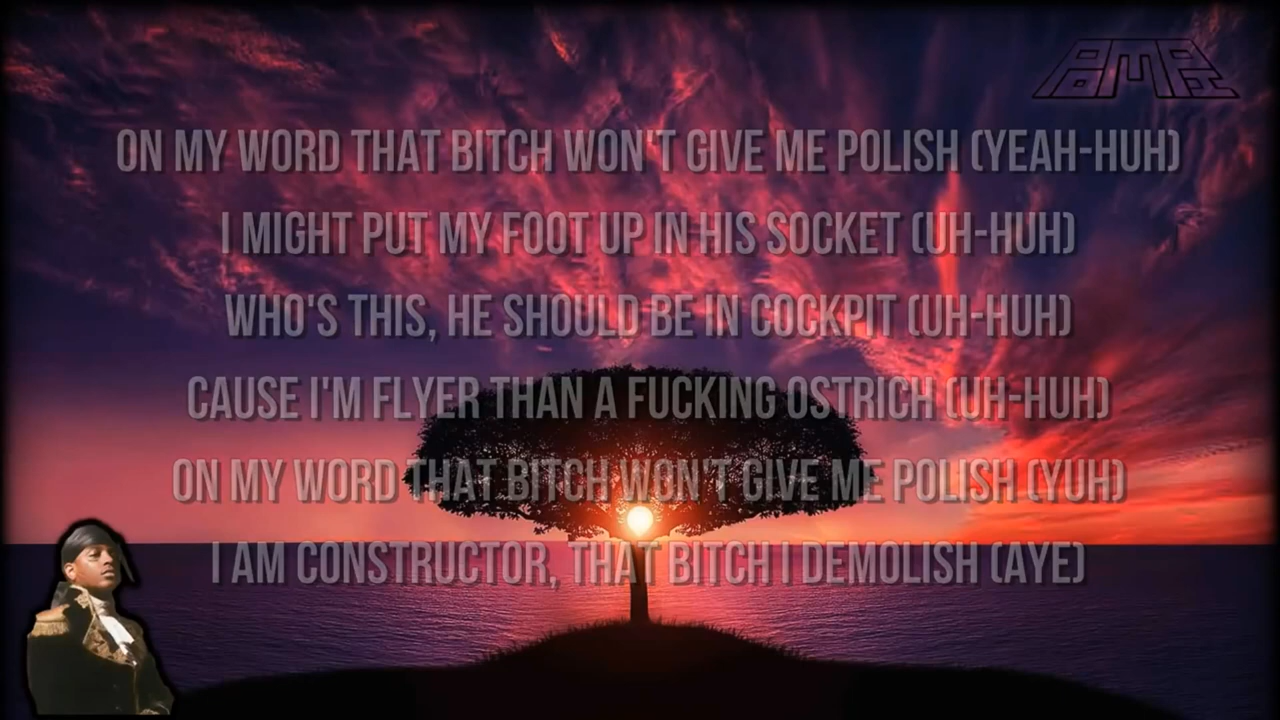 POMPEI
ON MY WORD THAT BITCH WON'T GIVE ME POLISH (YEAH-HUH)
I MIGHT PUT MY FOOT UP IN HIS SOCKET (UH-HUH)
WHO'S THIS, HE SHOULD BE IN COCKPIT (UH-HUH)
CAUSE I'M FLYER THAN A FUCKING OSTRICH (UH-HUH)
ON MY WORD THAT BITCH WON'T GIVE ME POLISH (YUH)
I AM CONSTRUCTOR, THAT BITCH I DEMOLISH (AYE)